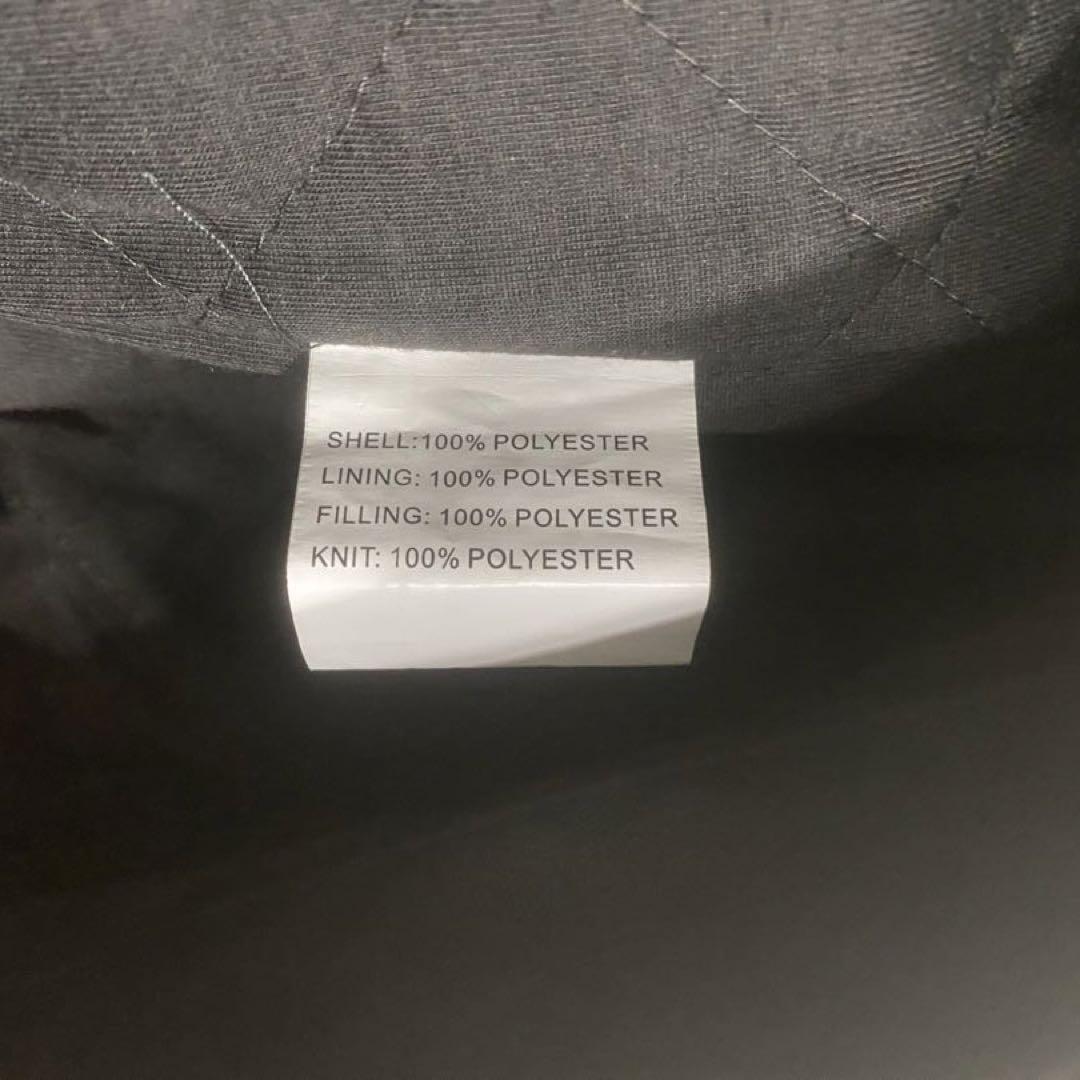 SHELL:100% POLYESTER
LINING: 100% POLYESTER
FILLING: 100% POLYESTER
KNIT: 100% POLYESTER